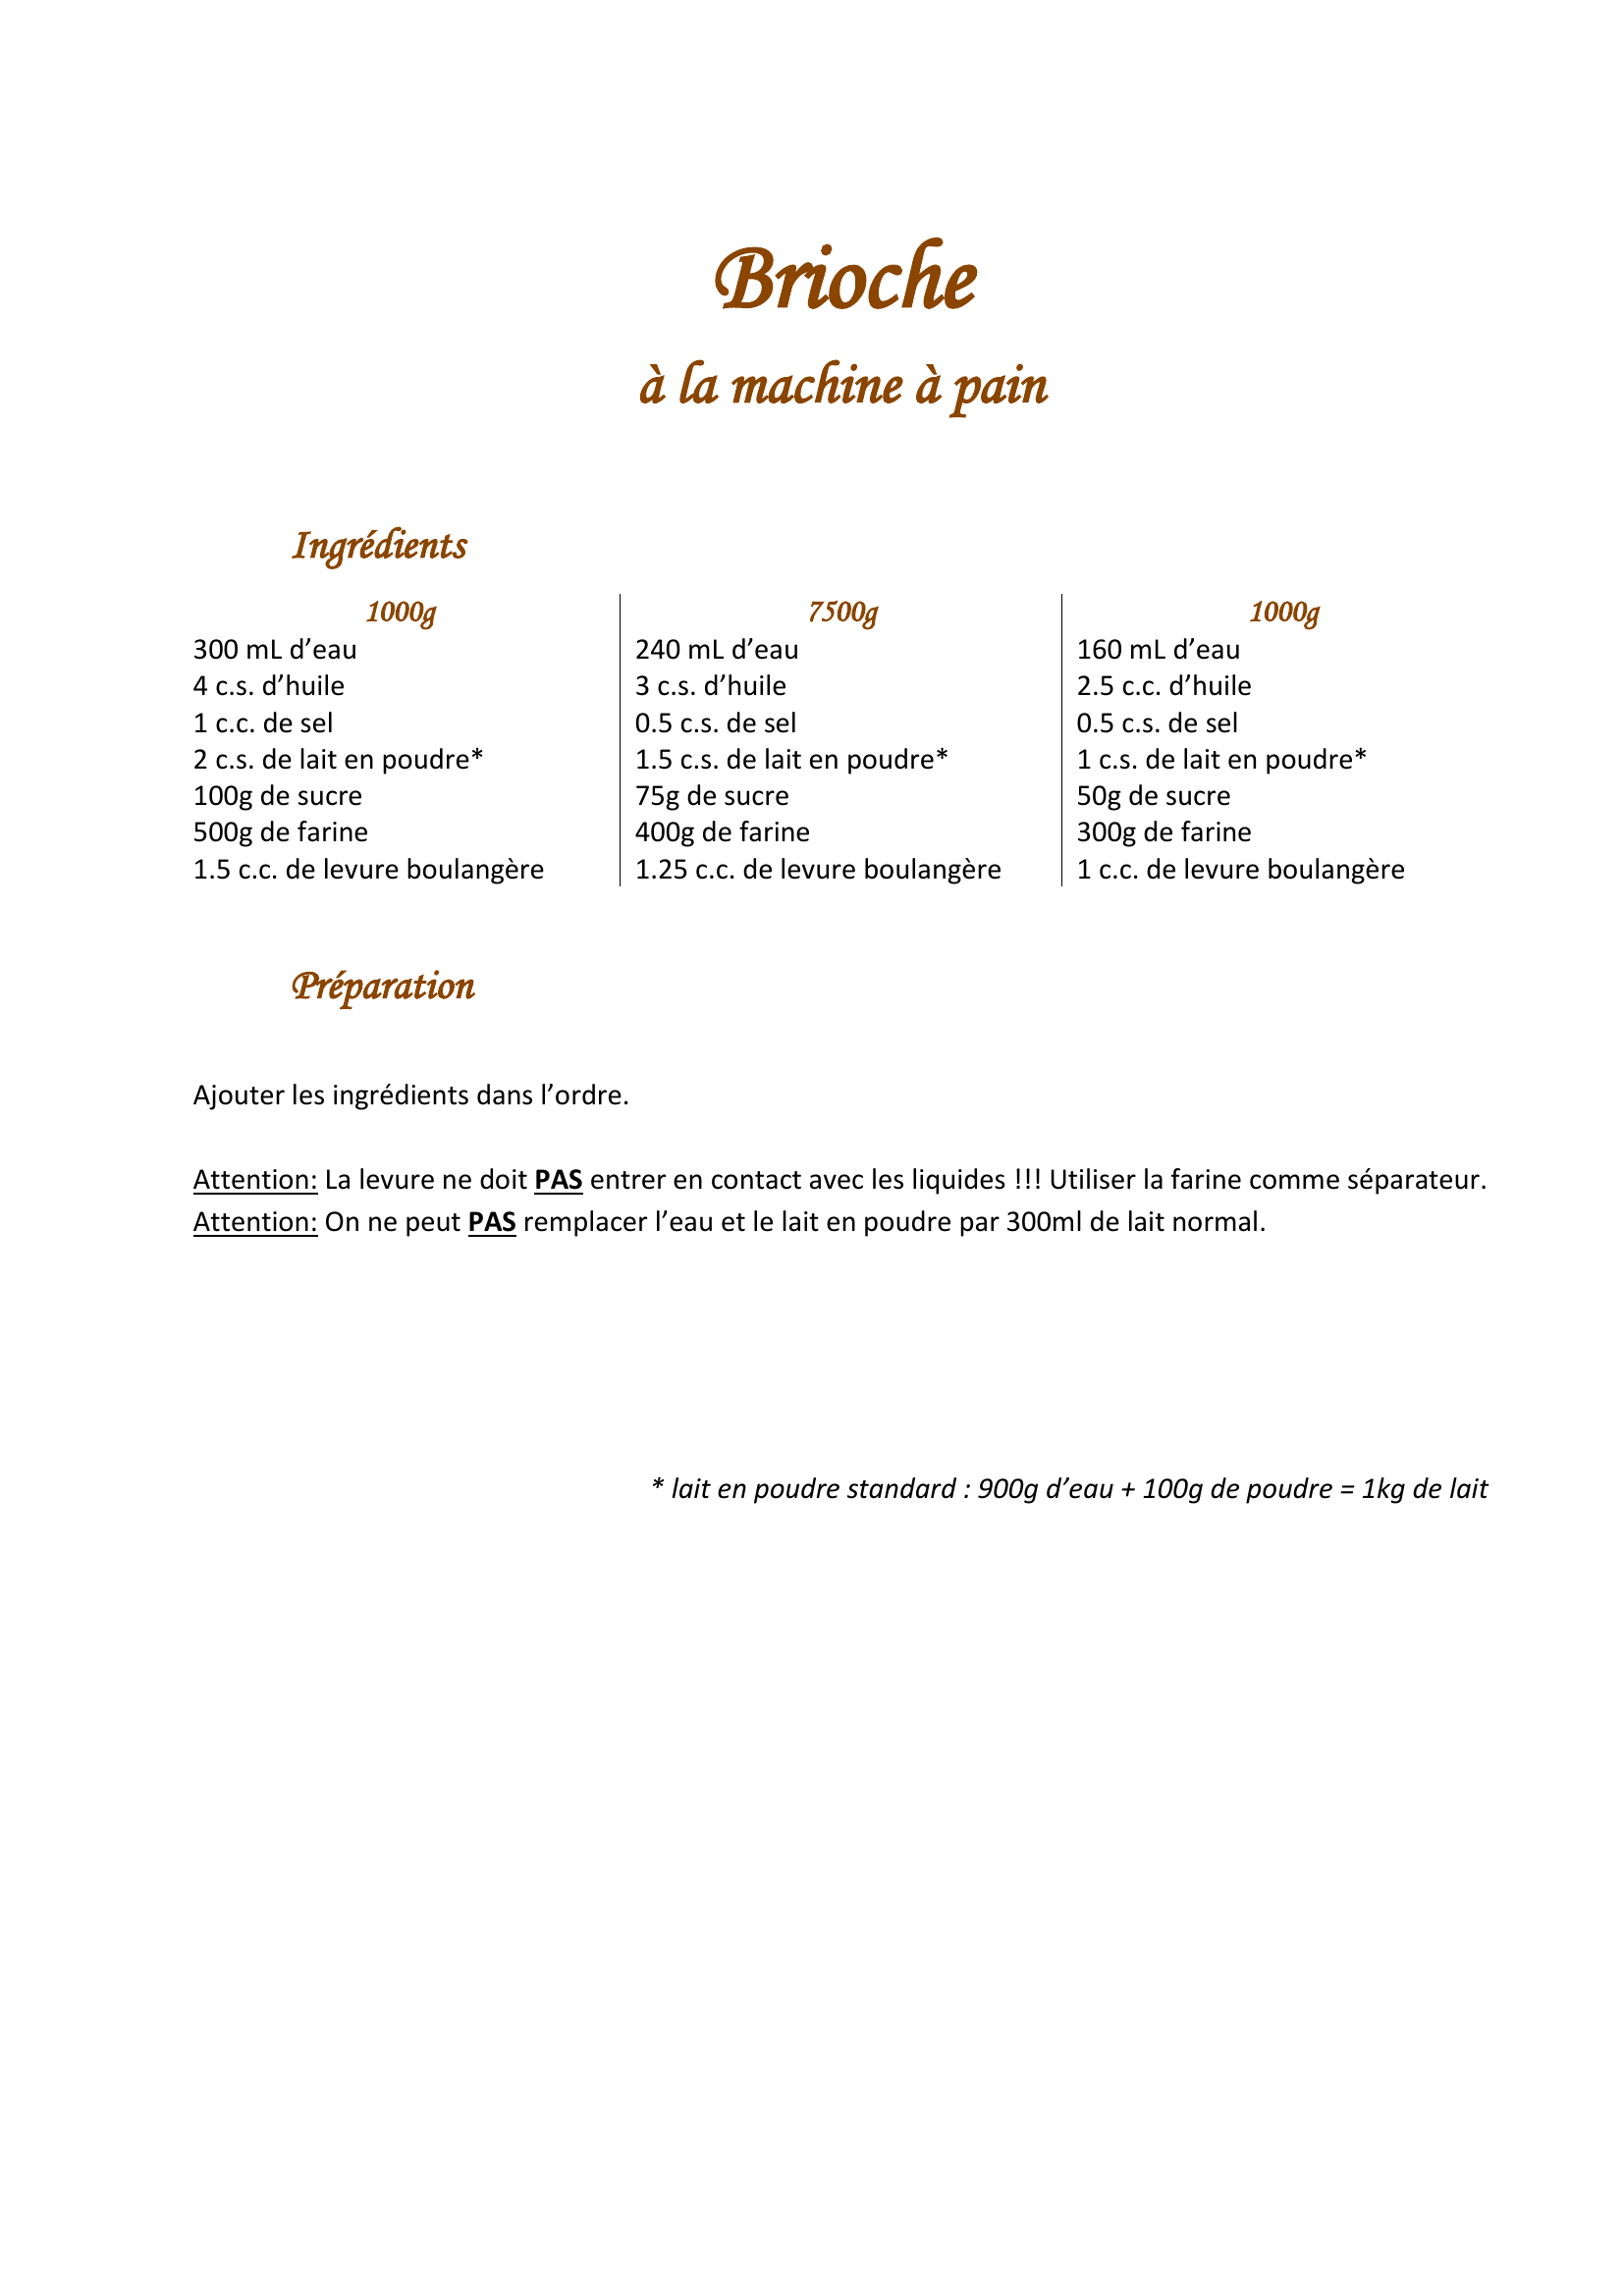 Brioche
à la machine à pain
Ingrédients
1000g
300 mL d’eau
4 c.s. d’huile
1 c.c. de sel
2 c.s. de lait en poudre*
100g de sucre
500g de farine
1.5 c.c. de levure boulangère
7500g
240 mL d’eau
3 c.s. d’huile
0.5 c.s. de sel
1.5 c.s. de lait en poudre*
75g de sucre
400g de farine
1.25 c.c. de levure boulangère
1000g
160 mL d’eau
2.5 c.c. d’huile
0.5 c.s. de sel
1 c.s. de lait en poudre*
50g de sucre
300g de farine
1 c.c. de levure boulangère
Préparation
Ajouter les ingrédients dans l’ordre.
Attention: La levure ne doit PAS entrer en contact avec les liquides !!! Utiliser la farine comme séparateur.
Attention: On ne peut PAS remplacer l’eau et le lait en poudre par 300ml de lait normal.
* lait en poudre standard : 900g d’eau + 100g de poudre = 1kg de lait